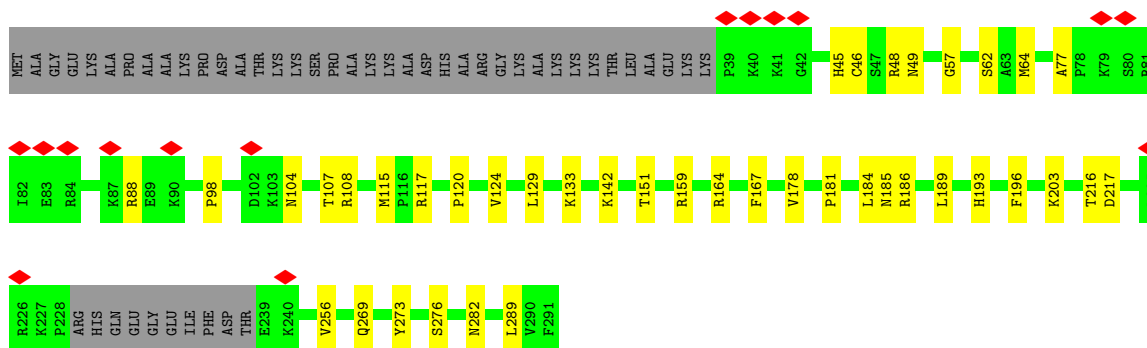 MET ALA GLY GLU LYS ALA PRO ALA ALA LYS PRO ASP ALA THR LYS LYS SER PRO ALA LYS LYS ALA ASP HIS ALA ARG GLY LYS ALA LYS LYS LYS THR LEU ALA GLU LYS LYS P39 K40 K41 G42 H45 C46 S47 R48 N49 G57 S62 A63 M64 A77 P78 K79 S80
I82 E83 R84 K87 R88 E89 K90 P98 D102 K103 N104 T107 R108 M115 P116 R117 P120 V124 L129 K133 K142 T151 R159 R164 F167 V178 P181 L184 N185 R186 L189 H193 F196 K203 T216 D217
R226 K227 P228 ARG HIS GLN GLU GLY GLU ILE PHE ASP THR E239 K240 V256 Q269 Y273 S276 N282 L289 V290 F291